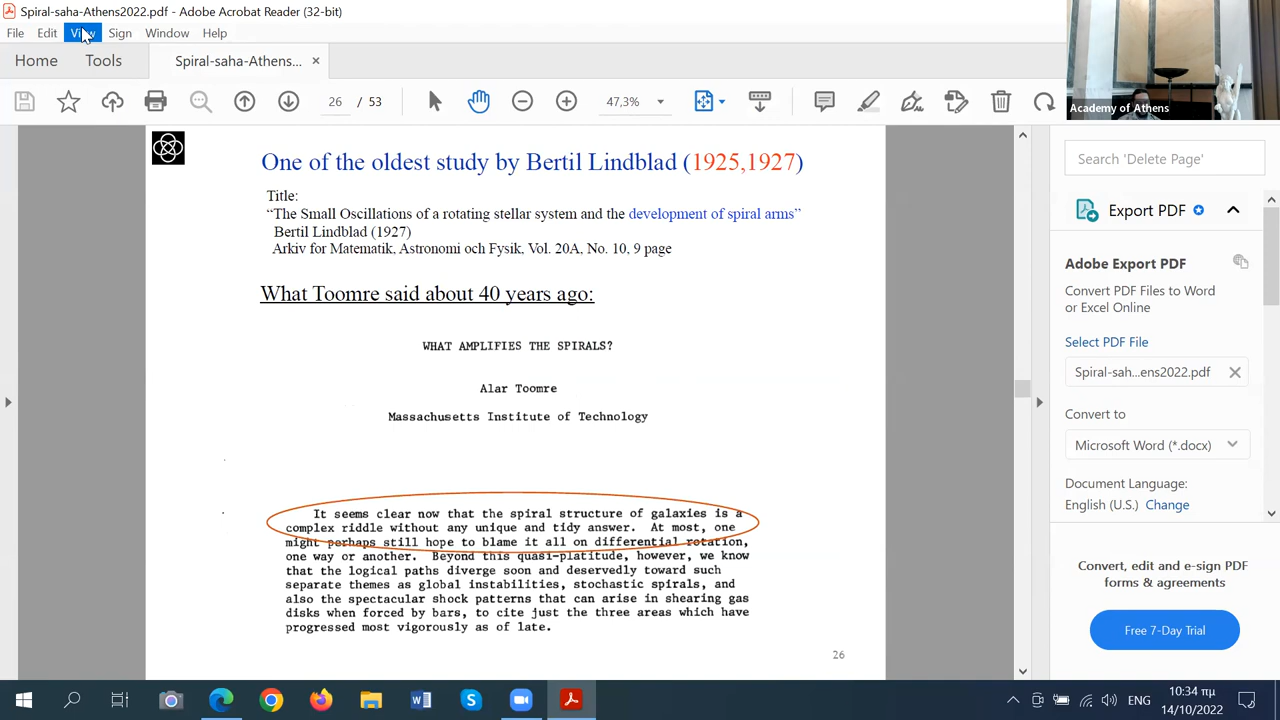 Spiral-saha-Athens2022.pdf - Adobe Acrobat Reader (32-bit)
File Edit View Sign Window Help
Home Tools Spiral-saha-Athens...
26 / 53 47,3%
Academy of Athens
One of the oldest study by Bertil Lindblad (1925,1927)
Title:
“The Small Oscillations of a rotating stellar system and the development of spiral arms”
Bertil Lindblad (1927)
Arkiv for Matematik, Astronomi och Fysik, Vol. 20A, No. 10, 9 page
What Toomre said about 40 years ago:
WHAT AMPLIFIES THE SPIRALS?
Alar Toomre
Massachusetts Institute of Technology
It seems clear now that the spiral structure of galaxies is a
complex riddle without any unique and tidy answer. At most, one
might perhaps still hope to blame it all on differential rotation,
one way or another. Beyond this quasi-platitude, however, we know
that the logical paths diverge soon and deservedly toward such
separate themes as global instabilities, stochastic spirals, and
also the spectacular shock patterns that can arise in shearing gas
disks when forced by bars, to cite just the three areas which have
progressed most vigorously as of late.
26
Search 'Delete Page'
Export PDF
Adobe Export PDF
Convert PDF Files to Word
or Excel Online
Select PDF File
Spiral-sah...ens2022.pdf
Convert to
Microsoft Word (*.docx)
Document Language:
English (U.S.) Change
Convert, edit and e-sign PDF
forms & agreements
Free 7-Day Trial
ΕΝG 10:34 πμ
14/10/2022